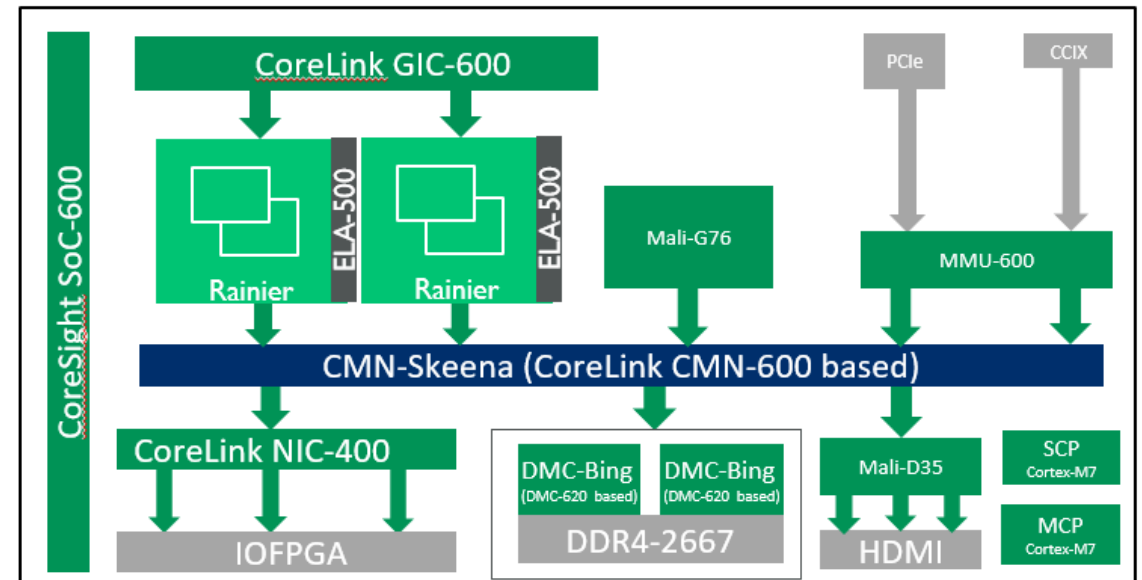 CoreSight SoC-600
CoreLink GIC-600
PCIe
CCIX
ELA-500
Rainier
ELA-500
Rainier
Mali-G76
MMU-600
CMN-Skeena (CoreLink CMN-600 based)
CoreLink NIC-400
IOFPGA
DMC-Bing
(DMC-620 based)
DMC-Bing
(DMC-620 based)
DDR4-2667
Mali-D35
HDMI
SCP
Cortex-M7
MCP
Cortex-M7